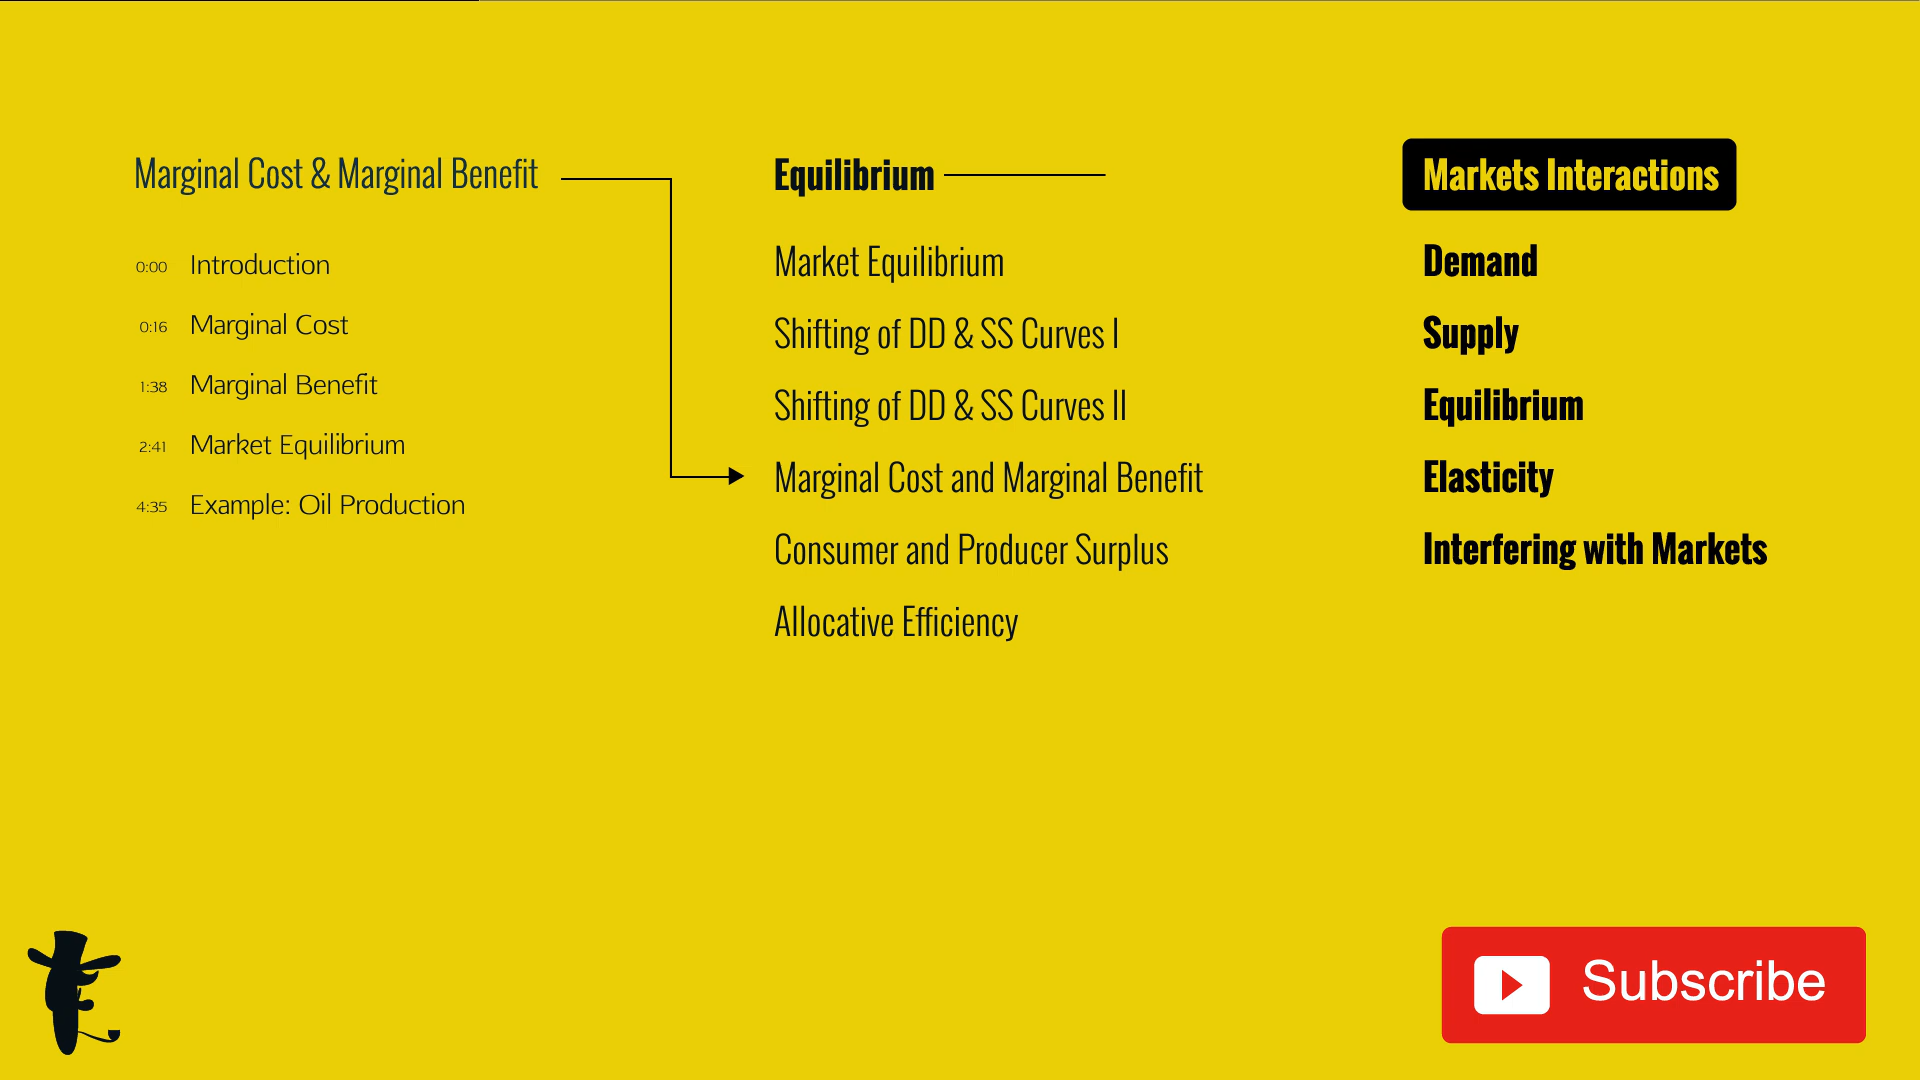 Marginal Cost & Marginal Benefit
0:00 Introduction
0:16 Marginal Cost
1:38 Marginal Benefit
2:41 Market Equilibrium
4:35 Example: Oil Production
Equilibrium
Market Equilibrium
Shifting of DD & SS Curves I
Shifting of DD & SS Curves II
Marginal Cost and Marginal Benefit
Consumer and Producer Surplus
Allocative Efficiency
Markets Interactions
Demand
Supply
Equilibrium
Elasticity
Interfering with Markets
Subscribe